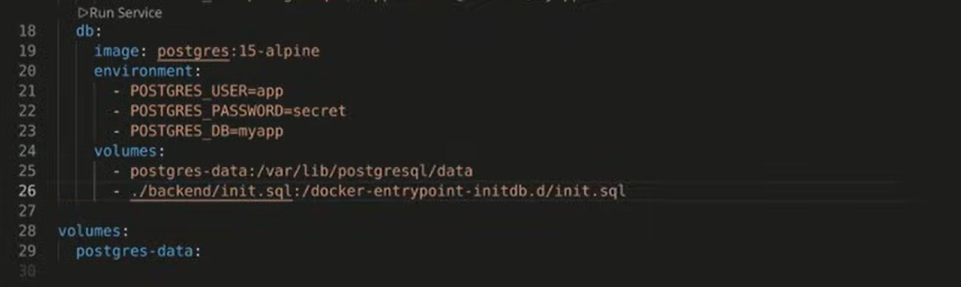 ▷Run Service
18 db:
19 image: postgres:15-alpine
20 environment:
21 - POSTGRES_USER=app
22 - POSTGRES_PASSWORD=secret
23 - POSTGRES_DB=myapp
24 volumes:
25 - postgres-data:/var/lib/postgresql/data
26 - ./backend/init.sql:/docker-entrypoint-initdb.d/init.sql
27
28 volumes:
29 postgres-data:
30